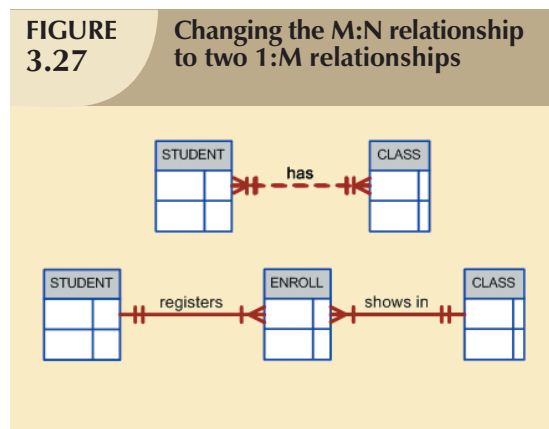 FIGURE
3.27
Changing the M:N relationship
to two 1:M relationships
STUDENT
has
CLASS
STUDENT
registers
ENROLL
shows in
CLASS